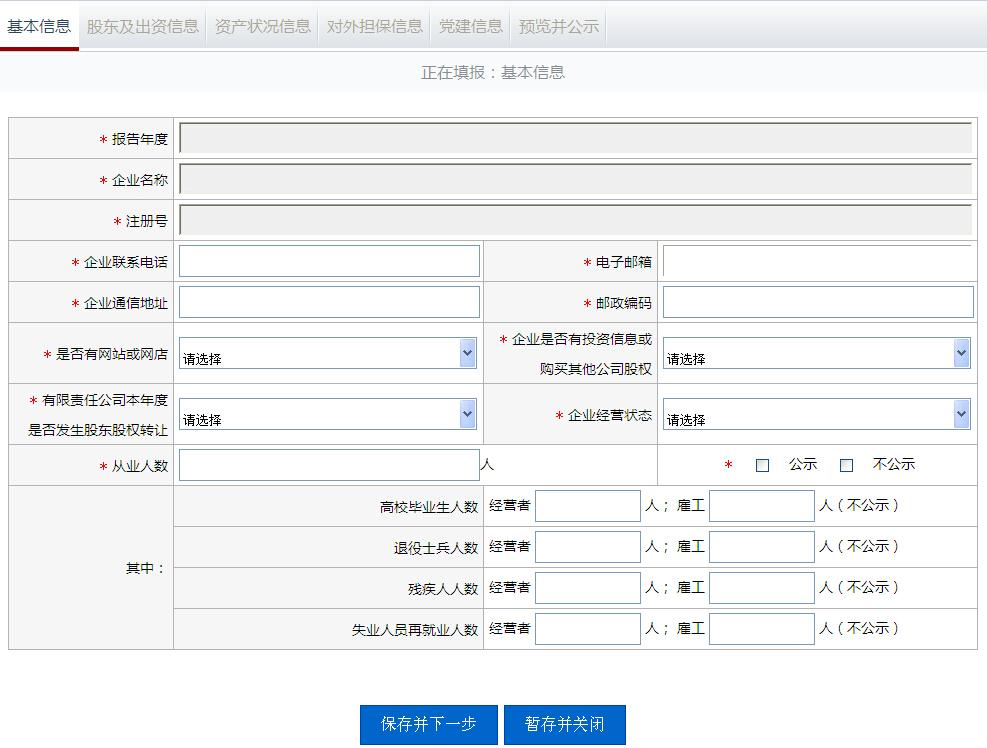 基本信息 股东及出资信息 资产状况信息 对外担保信息 党建信息 预览并公示
正在填报：基本信息
* 报告年度
* 企业名称
* 注册号
* 企业联系电话 * 电子邮箱
* 企业通信地址 * 邮政编码
* 是否有网站或网店 请选择 * 企业是否有投资信息或
购买其他公司股权 请选择
* 有限责任公司本年度
是否发生股东股权转让 请选择 * 企业经营状态 请选择
* 从业人数 人 * 公示 不公示
其中：
高校毕业生人数 经营者 人； 雇工 人（不公示）
退役士兵人数 经营者 人； 雇工 人（不公示）
残疾人人数 经营者 人； 雇工 人（不公示）
失业人员再就业人数 经营者 人； 雇工 人（不公示）
保存并下一步 暂存并关闭